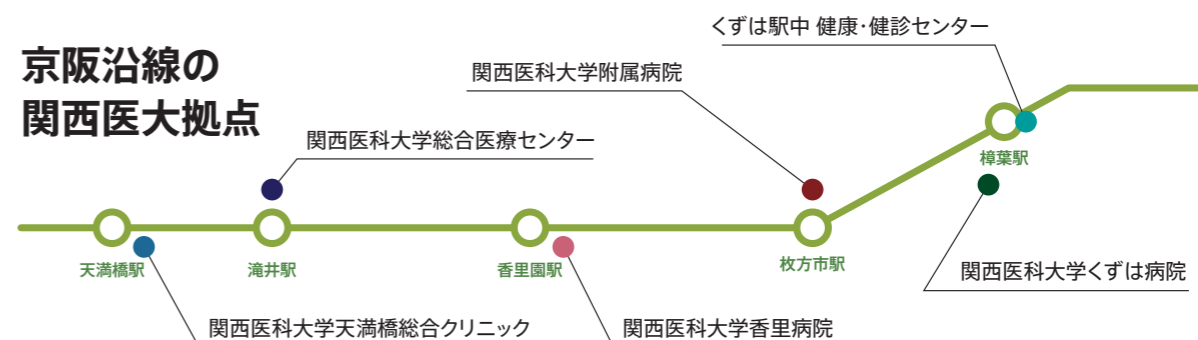 京阪沿線の
関西医大拠点
くずは駅中 健康・健診センター
関西医科大学附属病院
関西医科大学総合医療センター
樟葉駅
天満橋駅
滝井駅
香里園駅
枚方市駅
関西医科大学くずは病院
関西医科大学天満橋総合クリニック
関西医科大学香里病院